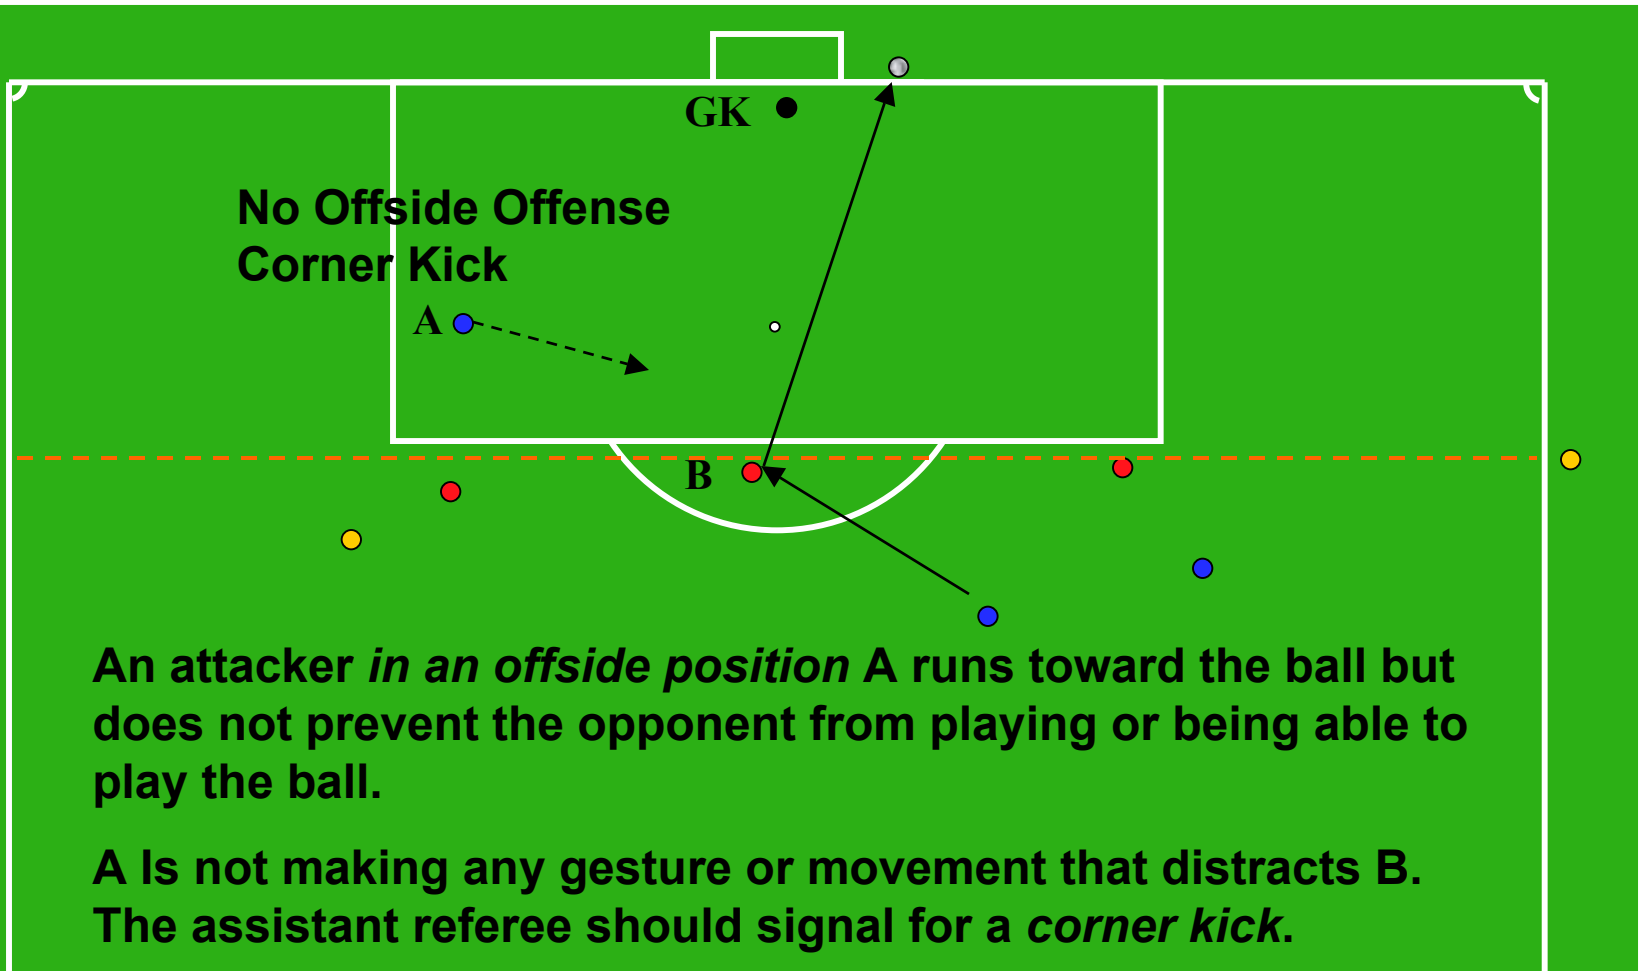 GK
No Offside Offense
Corner Kick
A
B
An attacker in an offside position A runs toward the ball but
does not prevent the opponent from playing or being able to
play the ball.
A Is not making any gesture or movement that distracts B.
The assistant referee should signal for a corner kick.